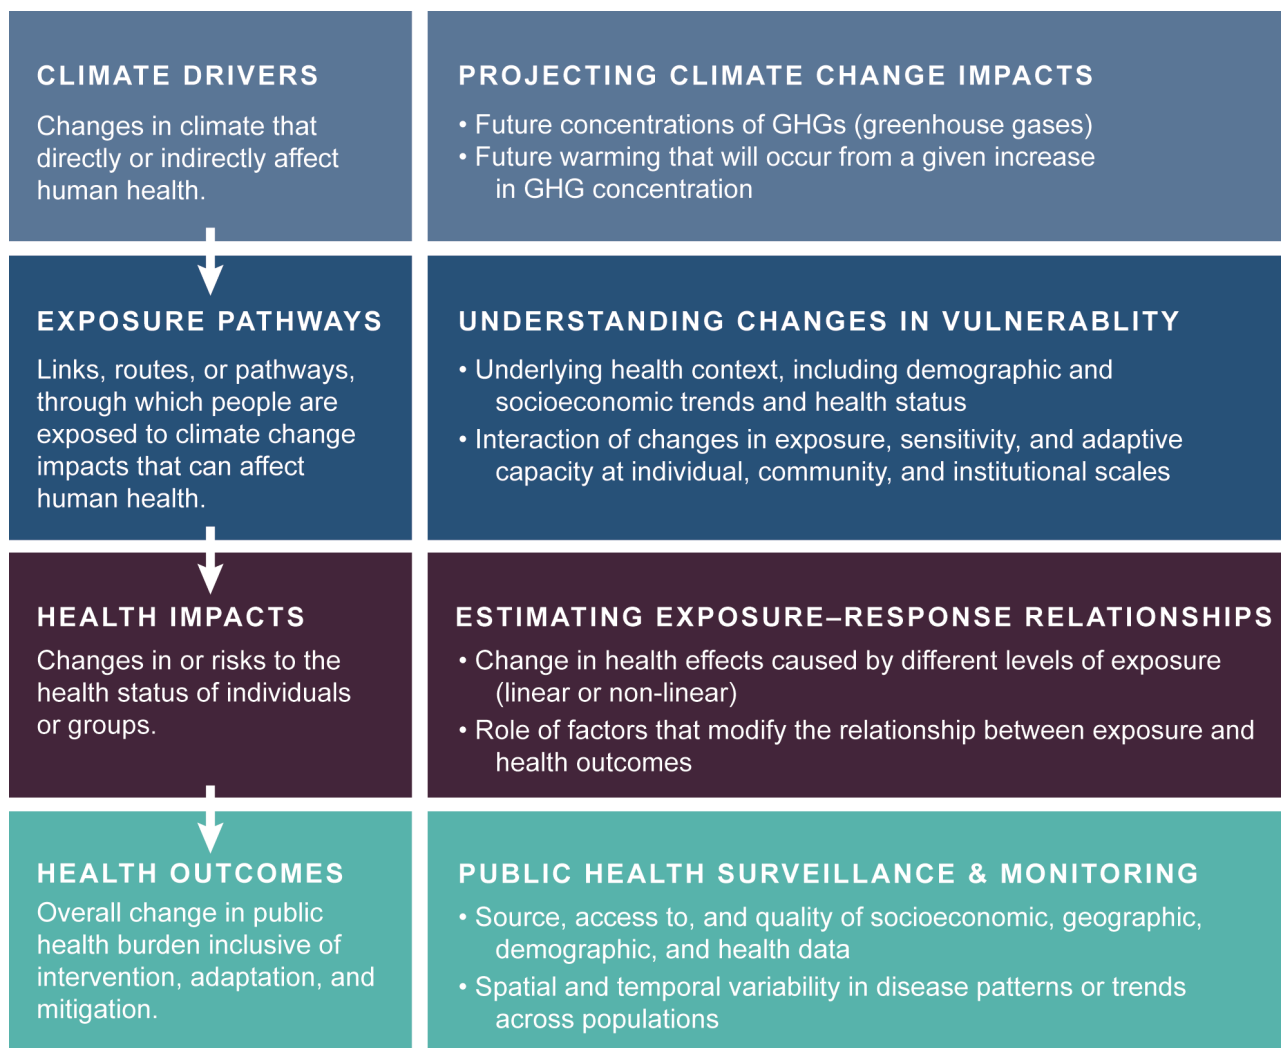 CLIMATE DRIVERS
Changes in climate that
directly or indirectly affect
human health.
PROJECTING CLIMATE CHANGE IMPACTS
• Future concentrations of GHGs (greenhouse gases)
• Future warming that will occur from a given increase
in GHG concentration
EXPOSURE PATHWAYS
Links, routes, or pathways,
through which people are
exposed to climate change
impacts that can affect
human health.
UNDERSTANDING CHANGES IN VULNERABLITY
• Underlying health context, including demographic and
socioeconomic trends and health status
• Interaction of changes in exposure, sensitivity, and adaptive
capacity at individual, community, and institutional scales
HEALTH IMPACTS
Changes in or risks to the
health status of individuals
or groups.
ESTIMATING EXPOSURE–RESPONSE RELATIONSHIPS
• Change in health effects caused by different levels of exposure
(linear or non-linear)
• Role of factors that modify the relationship between exposure and
health outcomes
HEALTH OUTCOMES
Overall change in public
health burden inclusive of
intervention, adaptation, and
mitigation.
PUBLIC HEALTH SURVEILLANCE & MONITORING
• Source, access to, and quality of socioeconomic, geographic,
demographic, and health data
• Spatial and temporal variability in disease patterns or trends
across populations